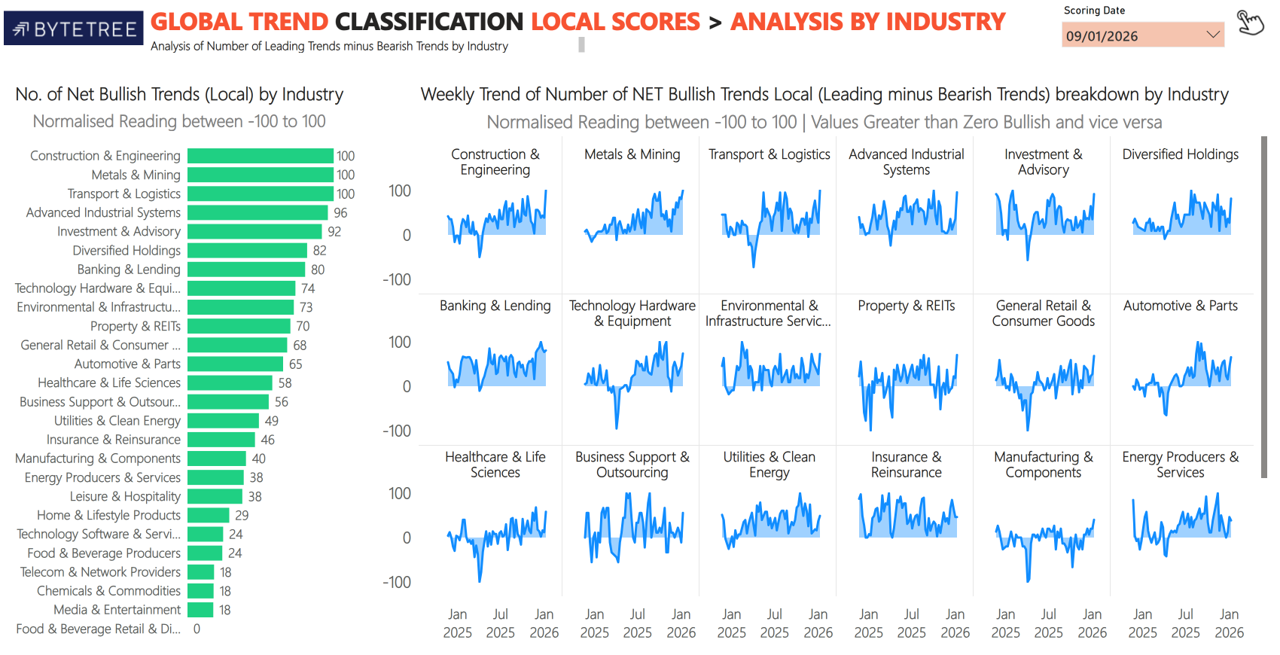 BYTETREE
GLOBAL TREND CLASSIFICATION LOCAL SCORES > ANALYSIS BY INDUSTRY
Analysis of Number of Leading Trends minus Bearish Trends by Industry
Scoring Date
09/01/2026
No. of Net Bullish Trends (Local) by Industry
Normalised Reading between -100 to 100
Construction & Engineering 100
Metals & Mining 100
Transport & Logistics 100
Advanced Industrial Systems 96
Investment & Advisory 92
Diversified Holdings 82
Banking & Lending 80
Technology Hardware & Equi... 74
Environmental & Infrastructu... 73
Property & REITs 70
General Retail & Consumer ... 68
Automotive & Parts 65
Healthcare & Life Sciences 58
Business Support & Outsour... 56
Utilities & Clean Energy 49
Insurance & Reinsurance 46
Manufacturing & Components 40
Energy Producers & Services 38
Leisure & Hospitality 38
Home & Lifestyle Products 29
Technology Software & Servi... 24
Food & Beverage Producers 24
Telecom & Network Providers 18
Chemicals & Commodities 18
Media & Entertainment 18
Food & Beverage Retail & Di... 0
Weekly Trend of Number of NET Bullish Trends Local (Leading minus Bearish Trends) breakdown by Industry
Normalised Reading between -100 to 100 | Values Greater than Zero Bullish and vice versa
Construction &
Engineering
Metals & Mining
Transport & Logistics
Advanced Industrial
Systems
Investment &
Advisory
Diversified Holdings
100
0
-100
Banking & Lending
Technology Hardware
& Equipment
Environmental &
Infrastructure Servic...
Property & REITs
General Retail &
Consumer Goods
Automotive & Parts
100
0
-100
Healthcare & Life
Sciences
Business Support &
Outsourcing
Utilities & Clean
Energy
Insurance &
Reinsurance
Manufacturing &
Components
Energy Producers &
Services
100
0
-100
Jan Jul Jan Jan Jul Jan Jan Jul Jan Jan Jul Jan Jan Jul Jan Jan Jul Jan
2025 2025 2026 2025 2025 2026 2025 2025 2026 2025 2025 2026 2025 2025 2026 2025 2025 2026